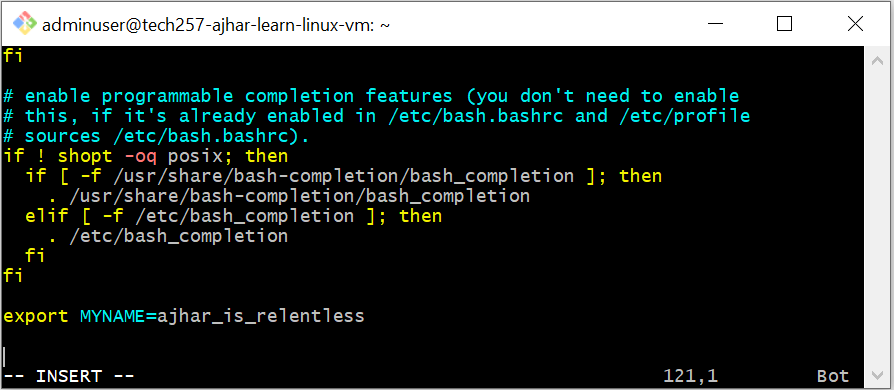 adminuser@tech257-ajhar-learn-linux-vm: ~
fi
# enable programmable completion features (you don't need to enable
# this, if it's already enabled in /etc/bash.bashrc and /etc/profile
# sources /etc/bash.bashrc).
if ! shopt -oq posix; then
  if [ -f /usr/share/bash-completion/bash_completion ]; then
    . /usr/share/bash-completion/bash_completion
  elif [ -f /etc/bash_completion ]; then
    . /etc/bash_completion
  fi
fi
export MYNAME=ajhar_is_relentless
-- INSERT -- 121,1 Bot